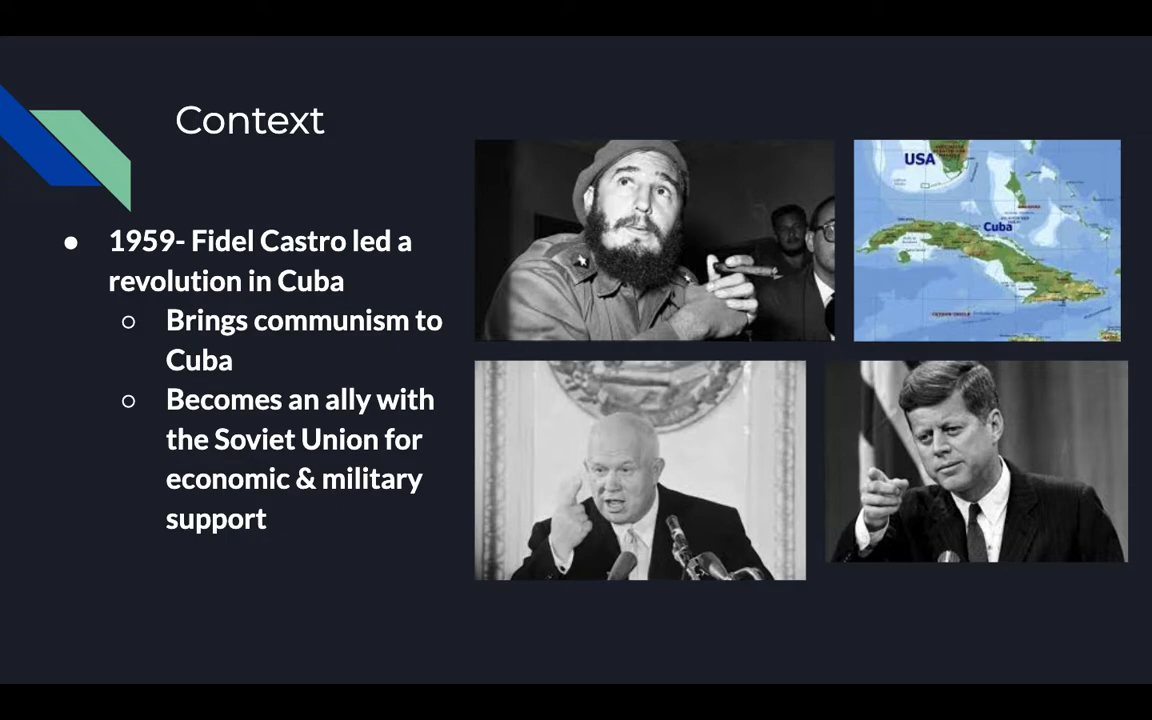 Context
1959- Fidel Castro led a
revolution in Cuba
Brings communism to
Cuba
Becomes an ally with
the Soviet Union for
economic & military
support
USA
Cuba